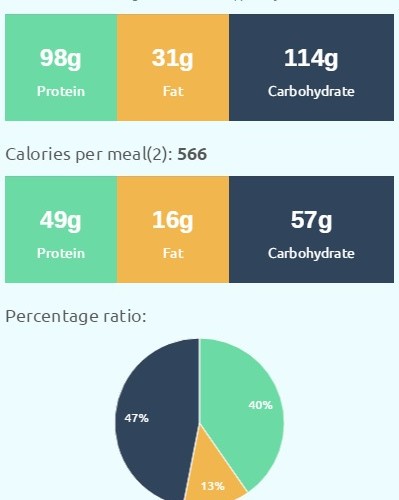 98g 31g 114g
Protein Fat Carbohydrate
Calories per meal(2): 566
49g 16g 57g
Protein Fat Carbohydrate
Percentage ratio:
40%
47%
13%